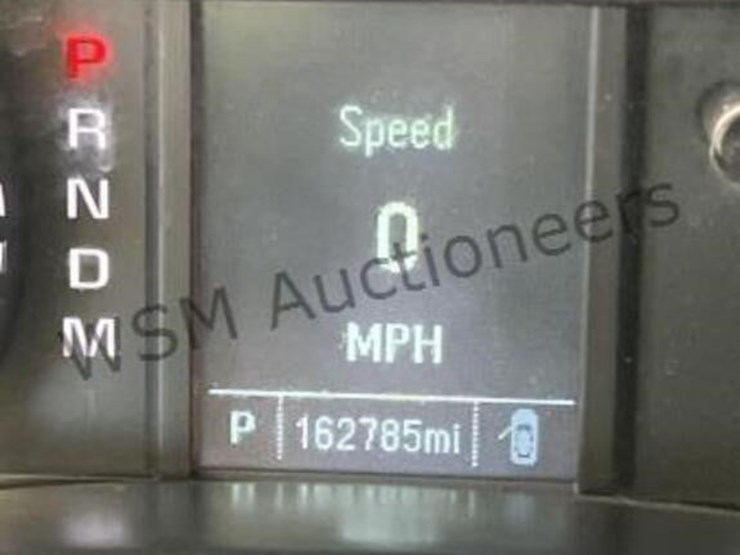 P
R
N
D
M
Speed
0
MPH
P 162785mi
WSM Auctioneers